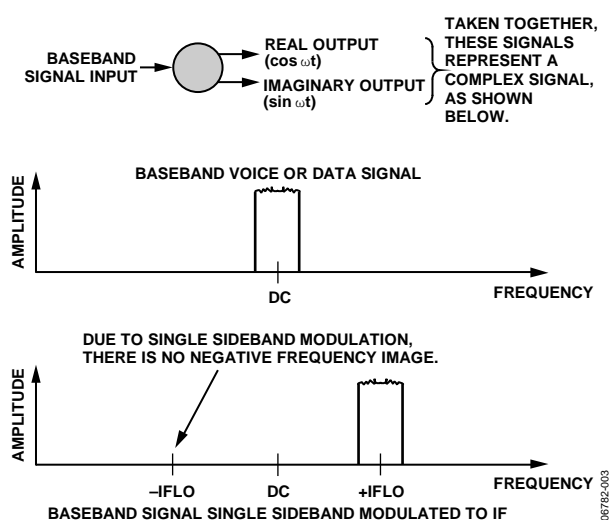 BASEBAND
SIGNAL INPUT
REAL OUTPUT
(cos ωt)
IMAGINARY OUTPUT
(sin ωt)
TAKEN TOGETHER,
THESE SIGNALS
REPRESENT A
COMPLEX SIGNAL,
AS SHOWN
BELOW.
BASEBAND VOICE OR DATA SIGNAL
AMPLITUDE
DC
FREQUENCY
DUE TO SINGLE SIDEBAND MODULATION,
THERE IS NO NEGATIVE FREQUENCY IMAGE.
AMPLITUDE
–IFLO
DC
+IFLO
FREQUENCY
BASEBAND SIGNAL SINGLE SIDEBAND MODULATED TO IF
06782-003